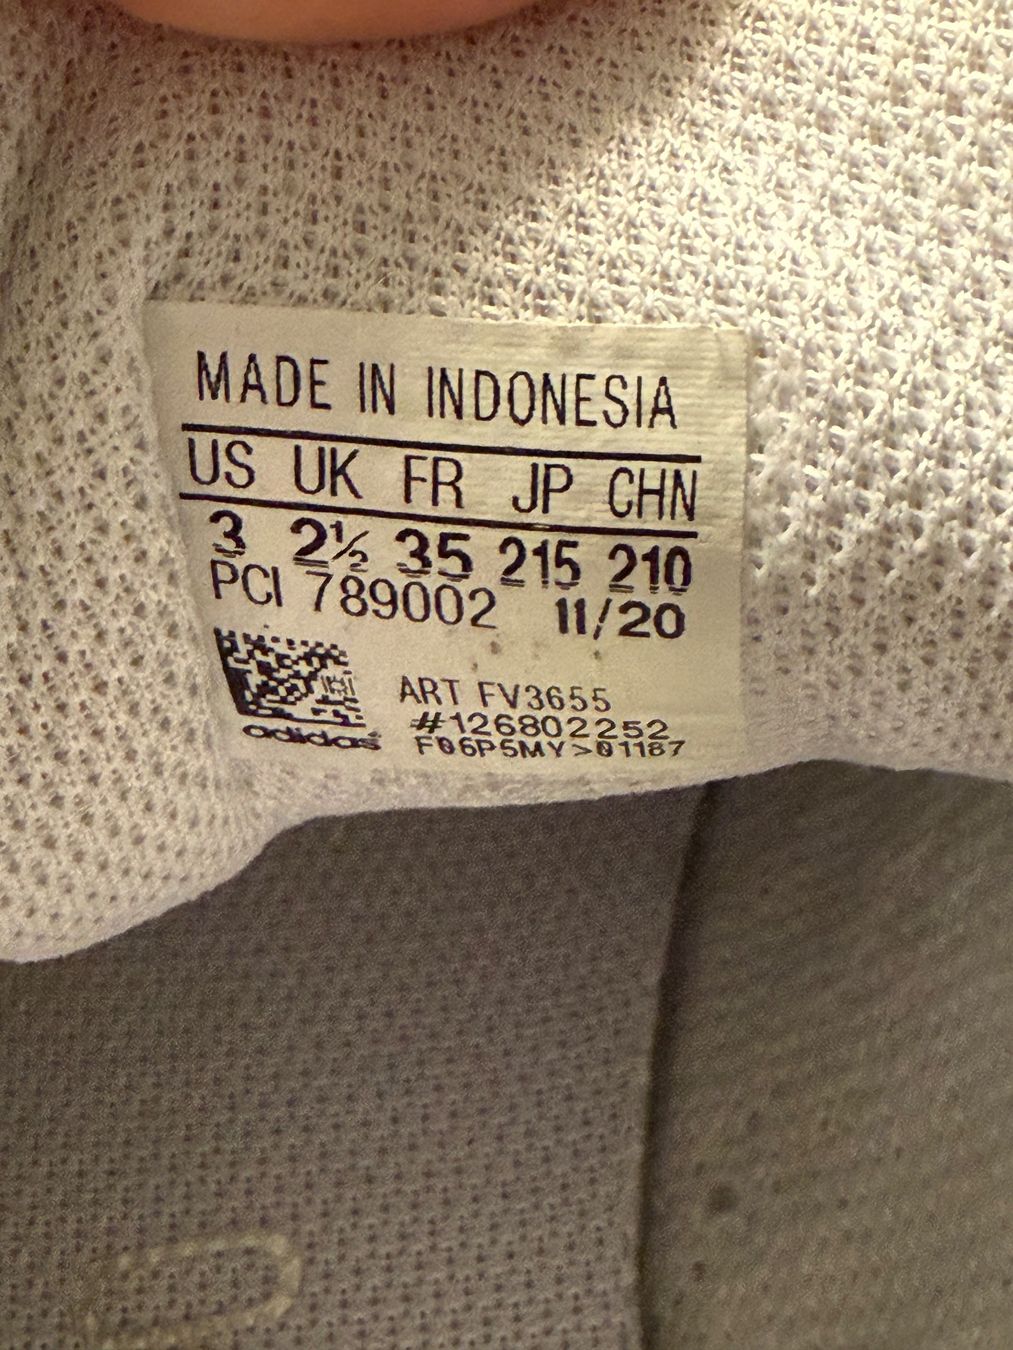 MADE IN INDONESIA
US UK FR JP CHN
3 2½ 35 215 210
PCI 789002 11/20
ART FV3655
#126802252
adidas F06P5MY>01187